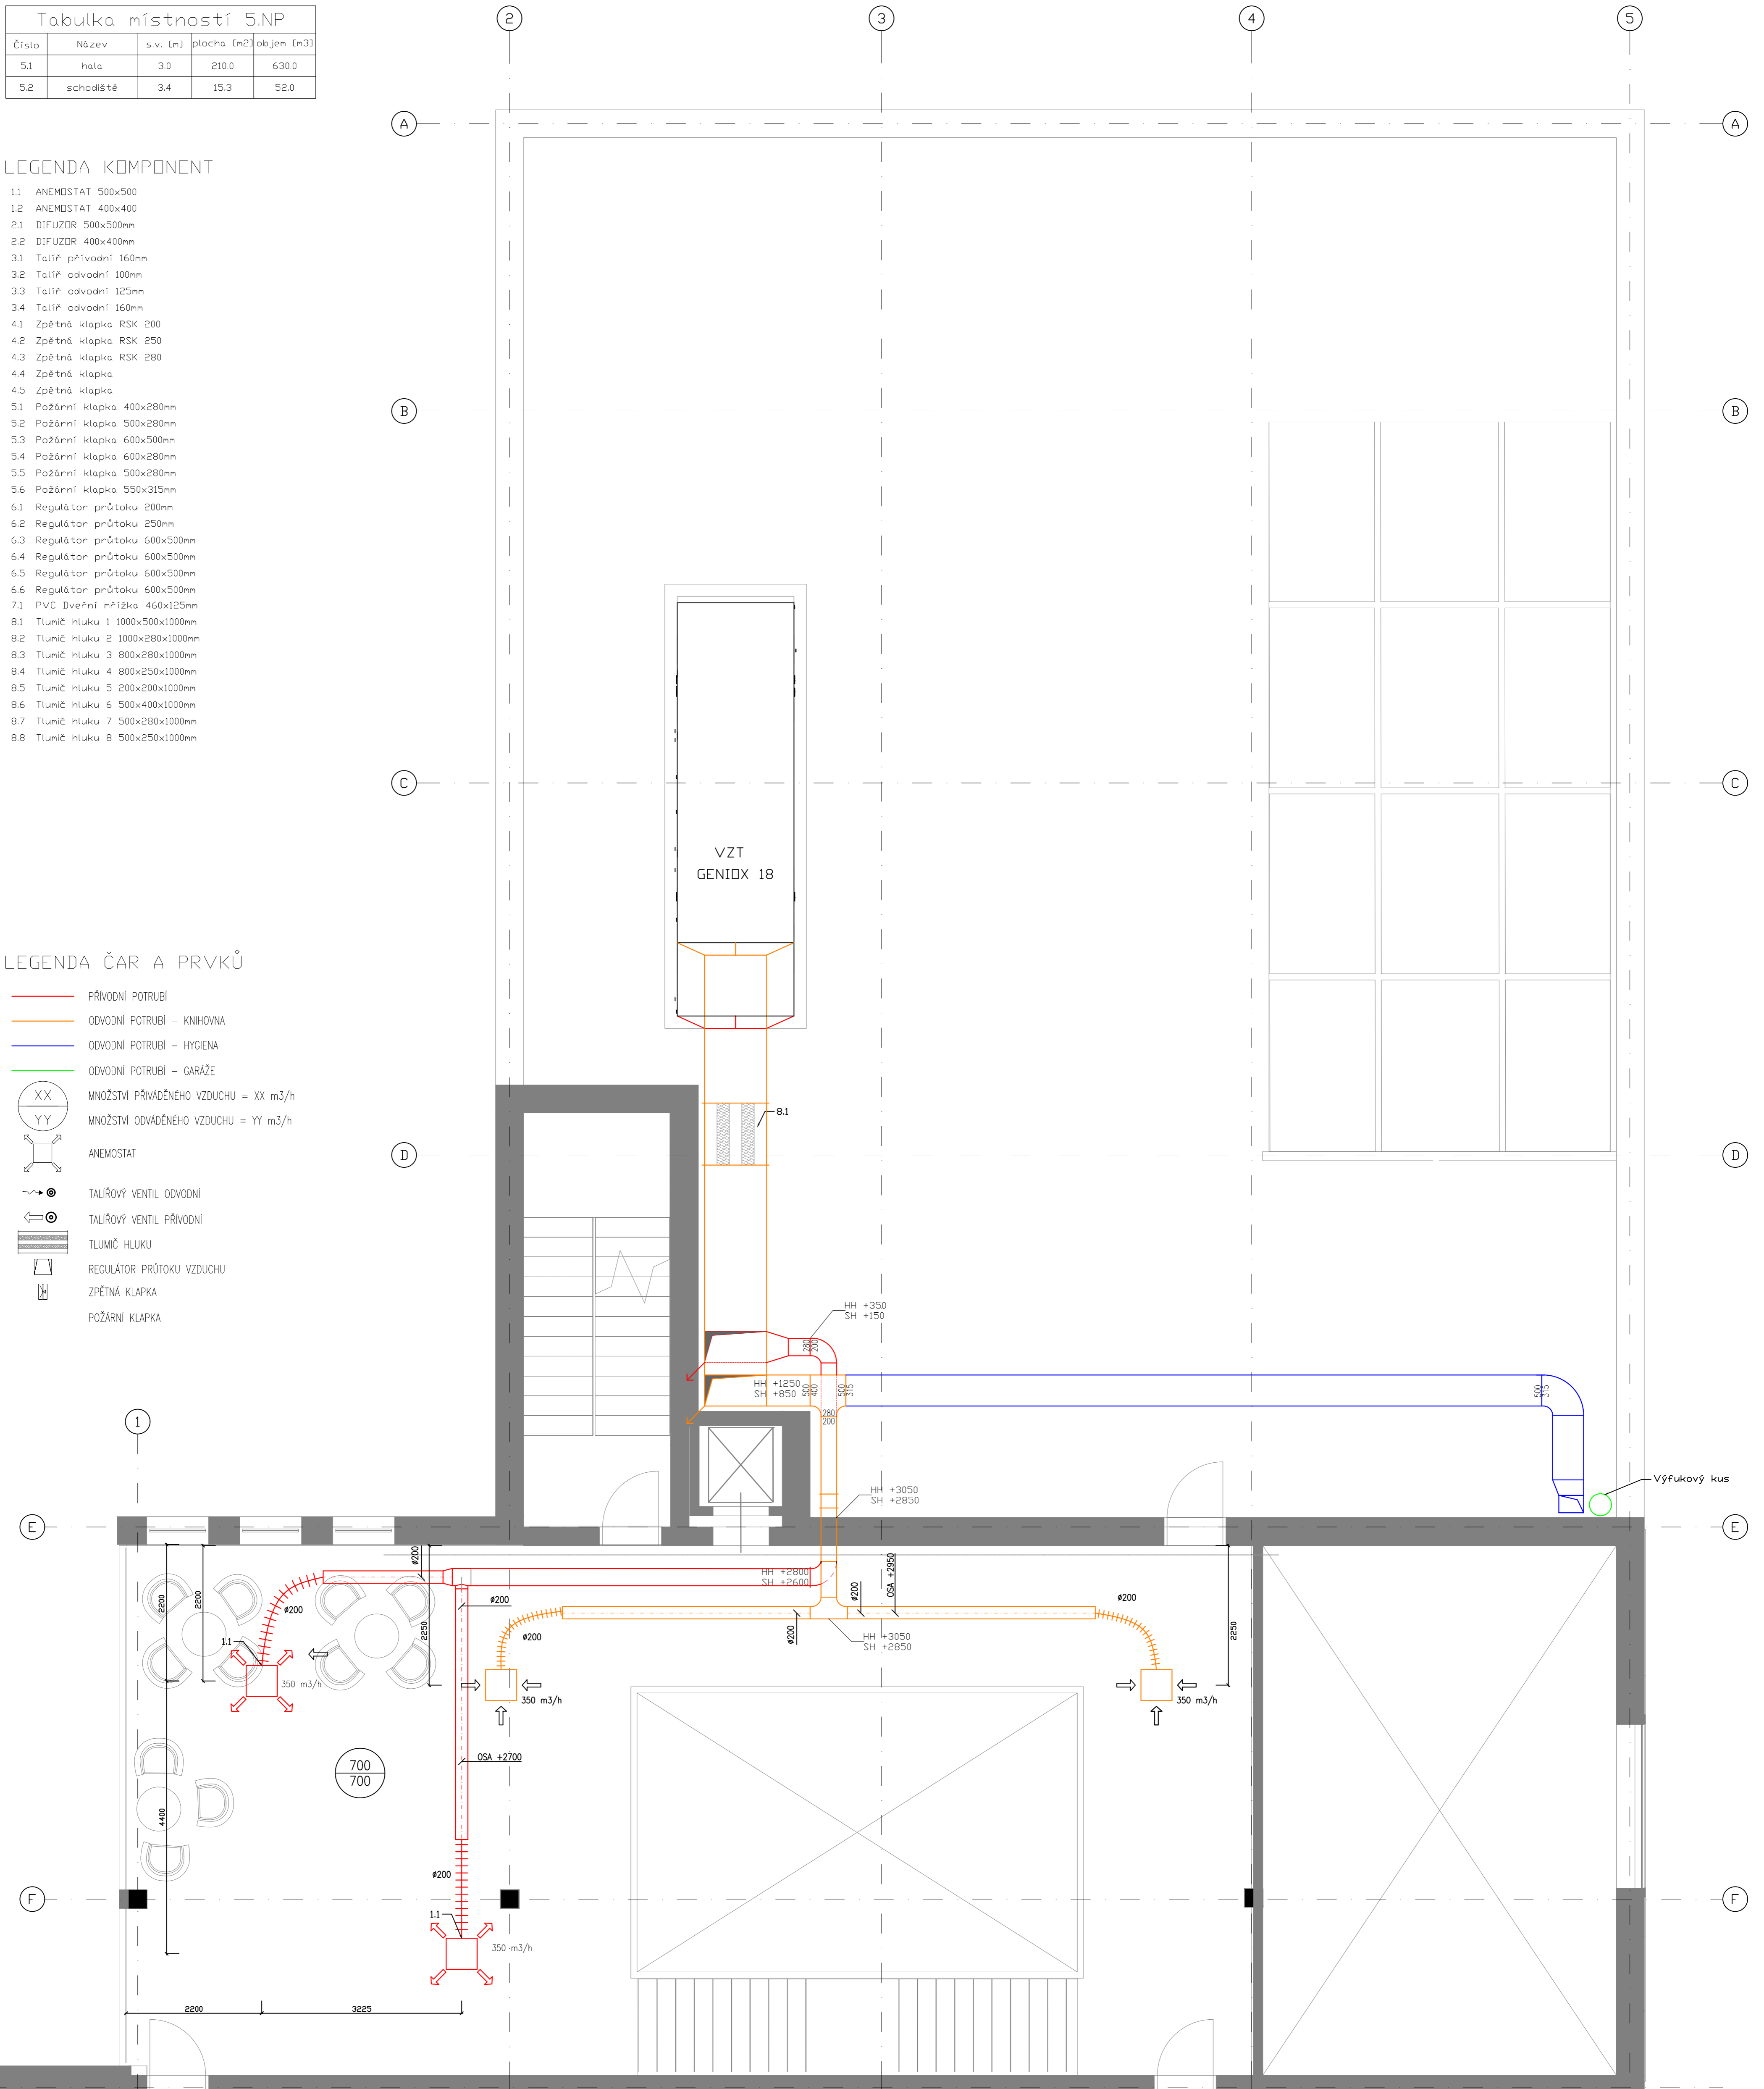 Tabulka místností 5.NP
Číslo Název s.v. [m] plocha [m2] objem [m3]
5.1 hala 3.0 210.0 630.0
5.2 schodiště 3.4 15.3 52.0
LEGENDA KOMPONENT
1.1 ANEMOSTAT 500x500
1.2 ANEMOSTAT 400x400
2.1 DIFUZOR 500x500mm
2.2 DIFUZOR 400x400mm
3.1 Talíř přívodní 160mm
3.2 Talíř odvodní 100mm
3.3 Talíř odvodní 125mm
3.4 Talíř odvodní 160mm
4.1 Zpětná klapka RSK 200
4.2 Zpětná klapka RSK 250
4.3 Zpětná klapka RSK 280
4.4 Zpětná klapka
4.5 Zpětná klapka
5.1 Požární klapka 400x280mm
5.2 Požární klapka 500x280mm
5.3 Požární klapka 600x500mm
5.4 Požární klapka 600x280mm
5.5 Požární klapka 500x280mm
5.6 Požární klapka 550x315mm
6.1 Regulátor průtoku 200mm
6.2 Regulátor průtoku 250mm
6.3 Regulátor průtoku 600x500mm
6.4 Regulátor průtoku 600x500mm
6.5 Regulátor průtoku 600x500mm
6.6 Regulátor průtoku 600x500mm
7.1 PVC Dveřní mřížka 460x125mm
8.1 Tlumič hluku 1 1000x500x1000mm
8.2 Tlumič hluku 2 1000x280x1000mm
8.3 Tlumič hluku 3 800x280x1000mm
8.4 Tlumič hluku 4 800x250x1000mm
8.5 Tlumič hluku 5 200x200x1000mm
8.6 Tlumič hluku 6 500x400x1000mm
8.7 Tlumič hluku 7 500x280x1000mm
8.8 Tlumič hluku 8 500x250x1000mm
LEGENDA ČAR A PRVKŮ
PŘÍVODNÍ POTRUBÍ
ODVODNÍ POTRUBÍ – KNIHOVNA
ODVODNÍ POTRUBÍ – HYGIENA
ODVODNÍ POTRUBÍ – GARÁŽE
XX MNOŽSTVÍ PŘIVÁDĚNÉHO VZDUCHU = XX m3/h
YY MNOŽSTVÍ ODVÁDĚNÉHO VZDUCHU = YY m3/h
ANEMOSTAT
TALÍŘOVÝ VENTIL ODVODNÍ
TALÍŘOVÝ VENTIL PŘÍVODNÍ
TLUMIČ HLUKU
REGULÁTOR PRŮTOKU VZDUCHU
ZPĚTNÁ KLAPKA
POŽÁRNÍ KLAPKA
2 3 4 5
A A
B B
C C
VZT
GENIOX 18
8.1
D D
HH +350
SH +150
280
200
HH +1250
SH +850
500
400
500
315
500
315
280
200
1
Výfukový kus
HH +3050
SH +2850
E E
ø200
HH +2800
SH +2600
OSA +2950
2200
2200
ø200
2250
ø200
ø200
ø200
ø200
ø200
HH +3050
SH +2850
2250
1.1
350 m3/h
350 m3/h
350 m3/h
OSA +2700
700
700
4400
ø200
F F
1.1
350 m3/h
2200
3225